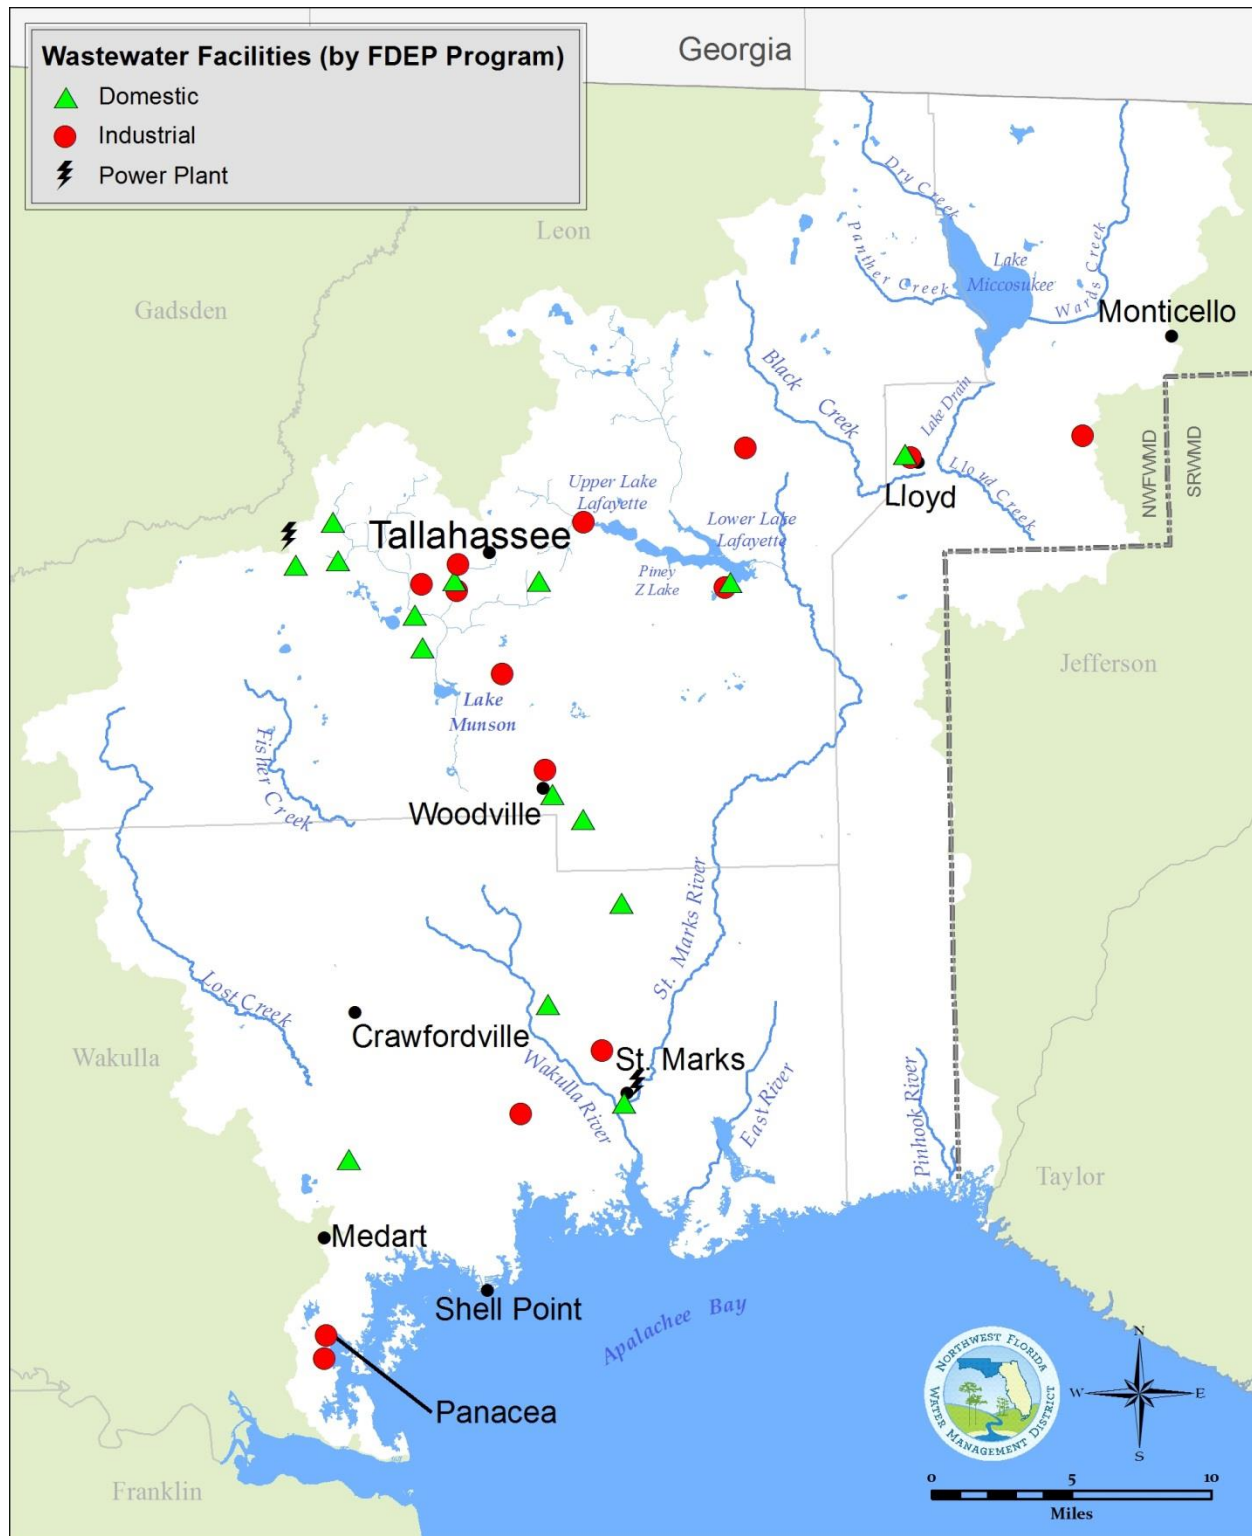 Georgia
Wastewater Facilities (by FDEP Program)
Domestic
Industrial
Power Plant
Leon
Gadsden
Dry Creek
Panther Creek
Lake
Miccosukee
Wards Creek
Monticello
Black Creek
Lake Drain
Lloyd Creek
Lloyd
NWFWMD
SRWMD
Upper Lake
Lafayette
Lower Lake
Lafayette
Piney
Z Lake
Tallahassee
Jefferson
Lake
Munson
Fisher Creek
Woodville
St. Marks River
Lost Creek
Crawfordville
Wakulla
Wakulla River
St. Marks
East River
Pinhook River
Taylor
Medart
Shell Point
Apalachee Bay
Panacea
Franklin
NORTHWEST FLORIDA
WATER MANAGEMENT DISTRICT
N
W
E
S
0 5 10
Miles